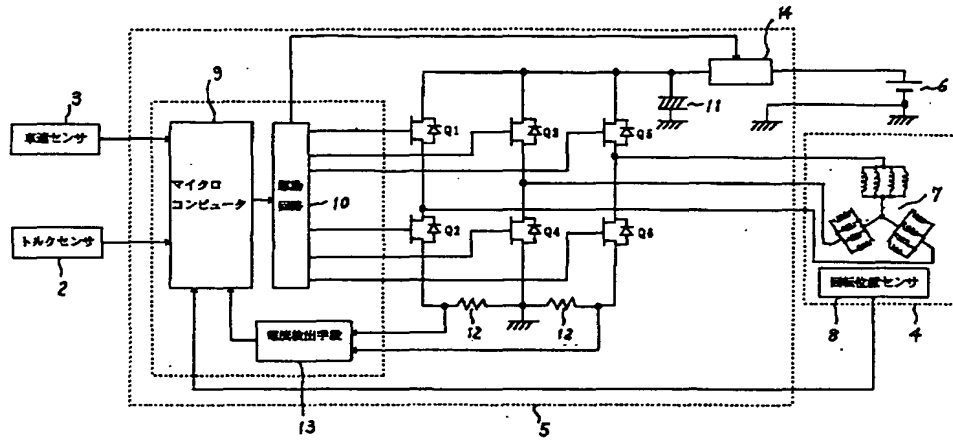 14
9
11
6
3
車速センサ
Q1
Q3
Q5
マイクロ
コンピュータ
駆動
回路
10
7
トルクセンサ
2
Q2
Q4
Q6
12
12
回転位置センサ
8
4
電流検出手段
13
5